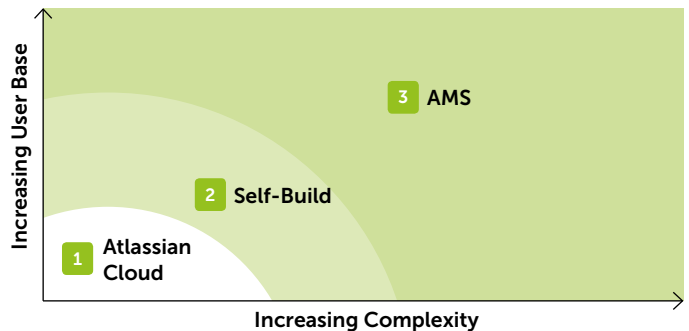 Increasing User Base
3 AMS
2 Self-Build
1 Atlassian
Cloud
Increasing Complexity